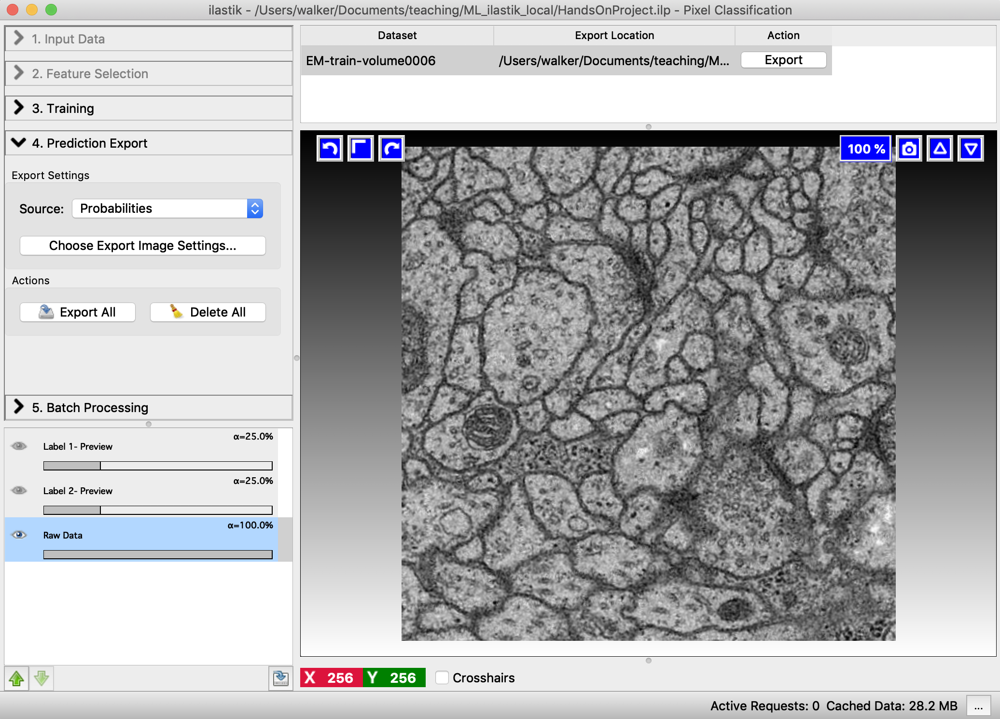 ilastik - /Users/walker/Documents/teaching/ML_ilastik_local/HandsOnProject.ilp - Pixel Classification
1. Input Data
2. Feature Selection
3. Training
4. Prediction Export
Export Settings
Source: Probabilities
Choose Export Image Settings...
Actions
Export All Delete All
5. Batch Processing
α=25.0%
Label 1- Preview
α=25.0%
Label 2- Preview
α=100.0%
Raw Data
Dataset Export Location Action
EM-train-volume0006 /Users/walker/Documents/teaching/M... Export
100 %
X 256 Y 256 Crosshairs
Active Requests: 0 Cached Data: 28.2 MB ...